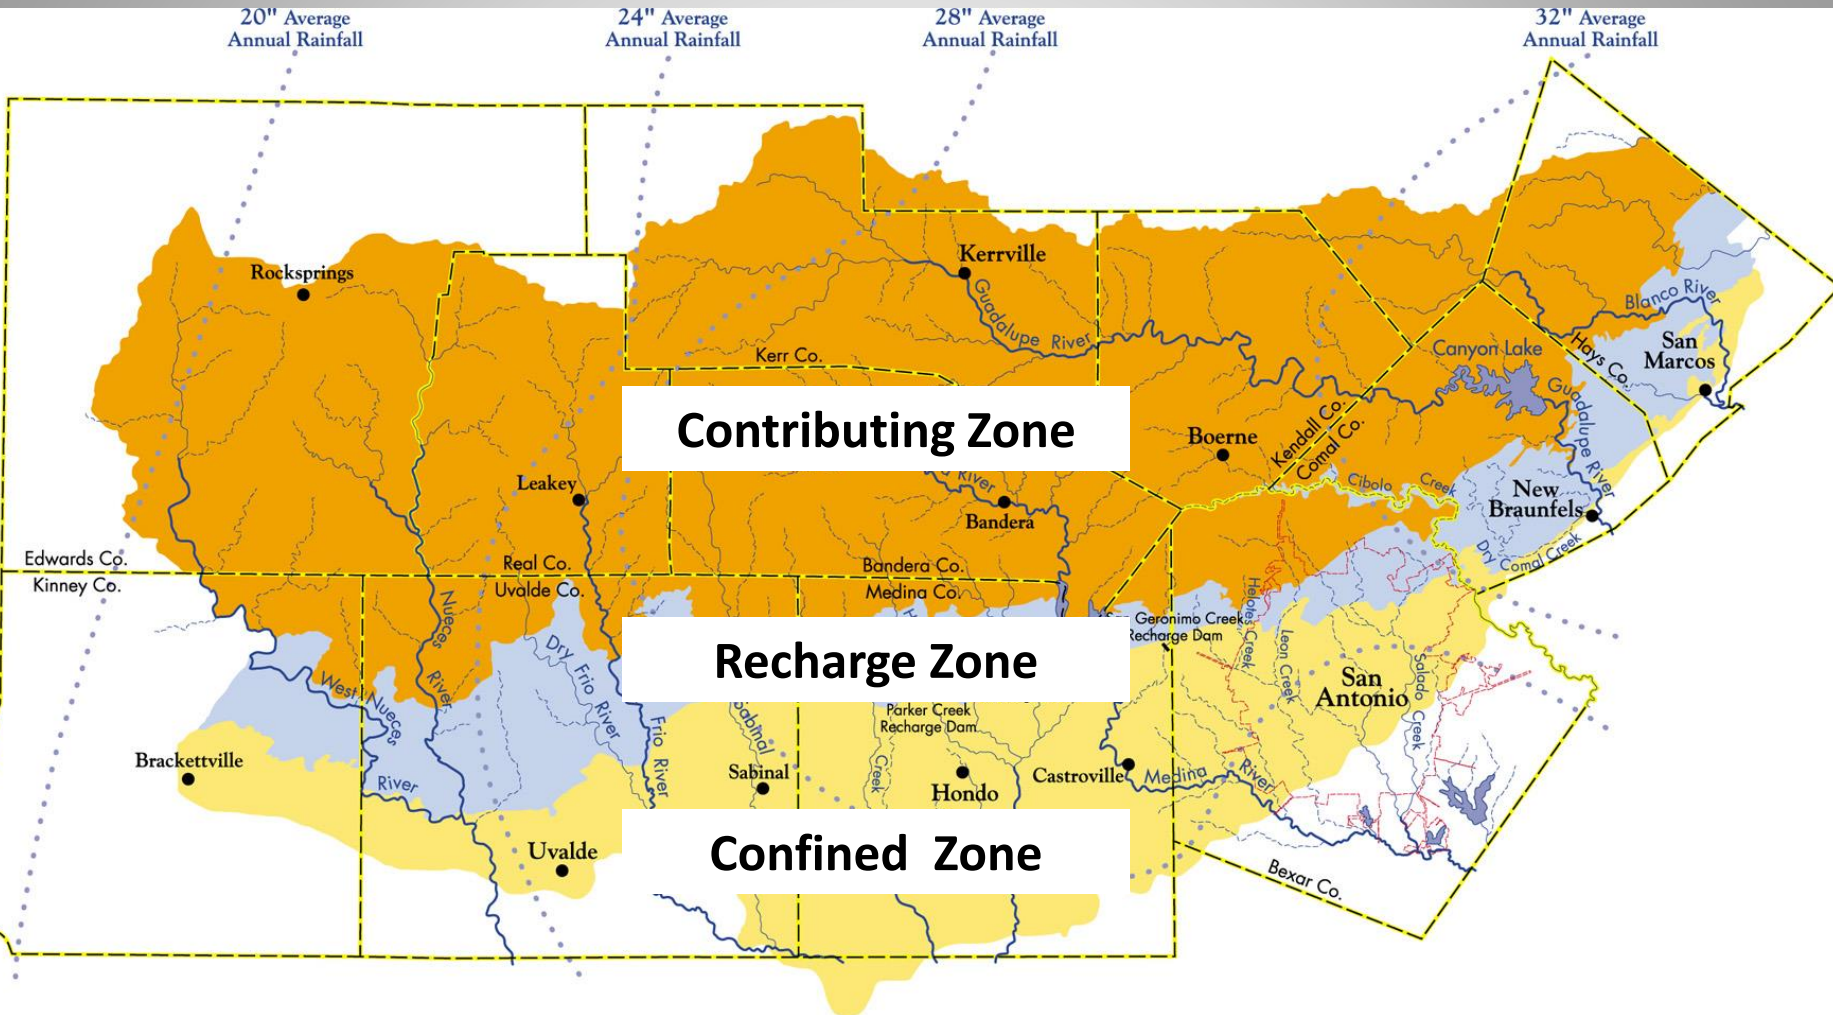 20" Average
Annual Rainfall
24" Average
Annual Rainfall
28" Average
Annual Rainfall
32" Average
Annual Rainfall
Rocksprings
Kerrville
Guadalupe River
Kerr Co.
Blanco River
San
Marcos
Hays Co.
Canyon Lake
Guadalupe River
Contributing Zone
Boerne
Kendall Co.
Comal Co.
Leakey
River
Bandera
Cibolo Creek
New
Braunfels
Dry Comal Creek
Edwards Co.
Kinney Co.
Real Co.
Uvalde Co.
Bandera Co.
Medina Co.
Nueces River
Dry Frio River
Geronimo Creek
Recharge Dam
Helotes Creek
Leon Creek
Salado Creek
Recharge Zone
San
Antonio
West Nueces River
Frio River
Sabinal
Parker Creek
Recharge Dam
Creek
Brackettville
Sabinal
Hondo
Castroville
Medina River
Confined Zone
Uvalde
Bexar Co.